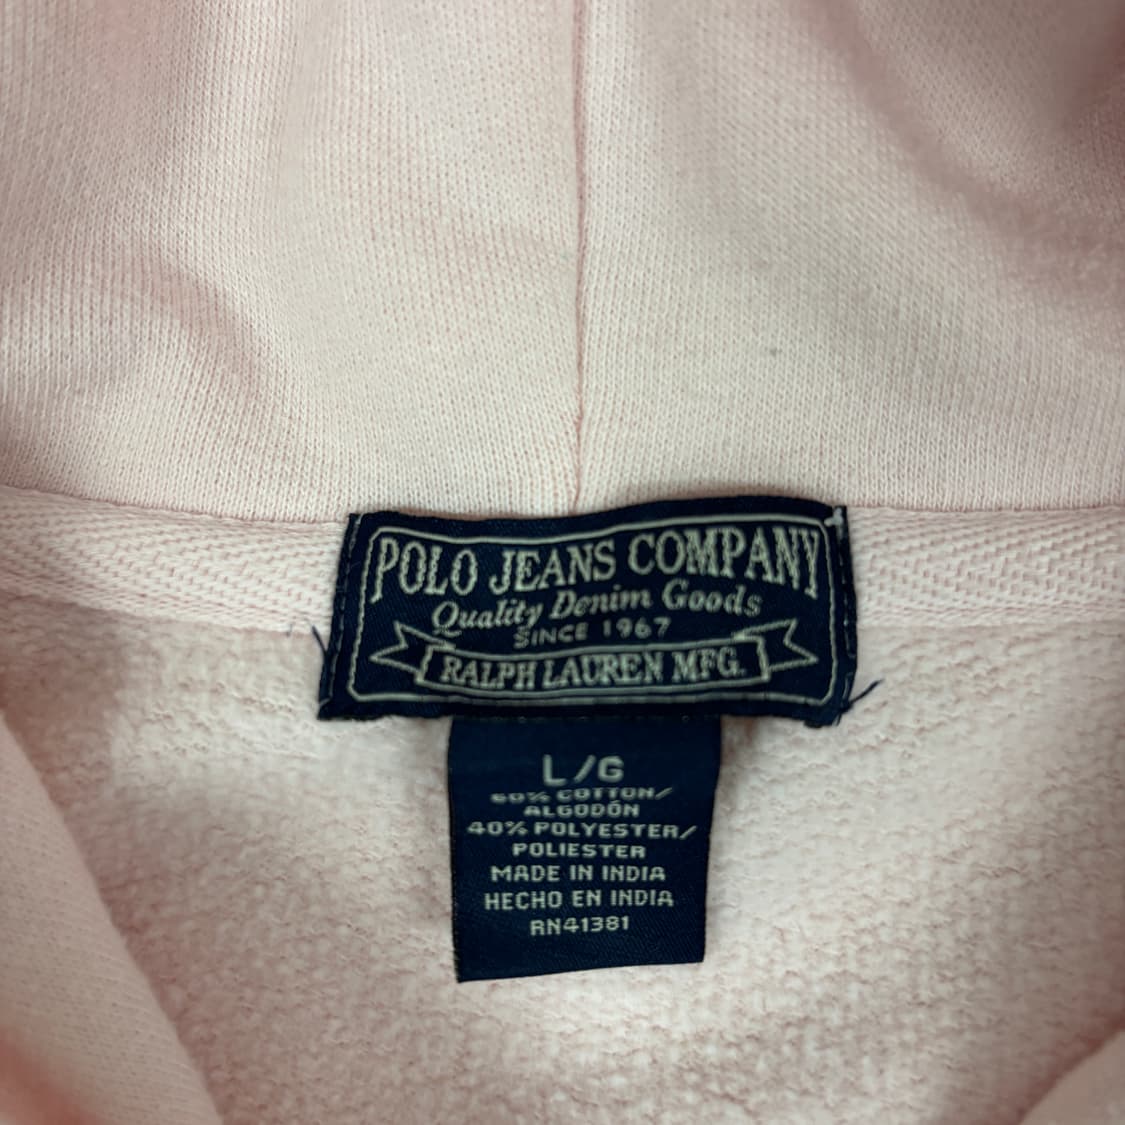 POLO JEANS COMPANY
Quality Denim Goods
SINCE 1967
RALPH LAUREN MFG.
L/G
60% COTTON/
ALGODÓN
40% POLYESTER/
POLIESTER
MADE IN INDIA
HECHO EN INDIA
RN41381